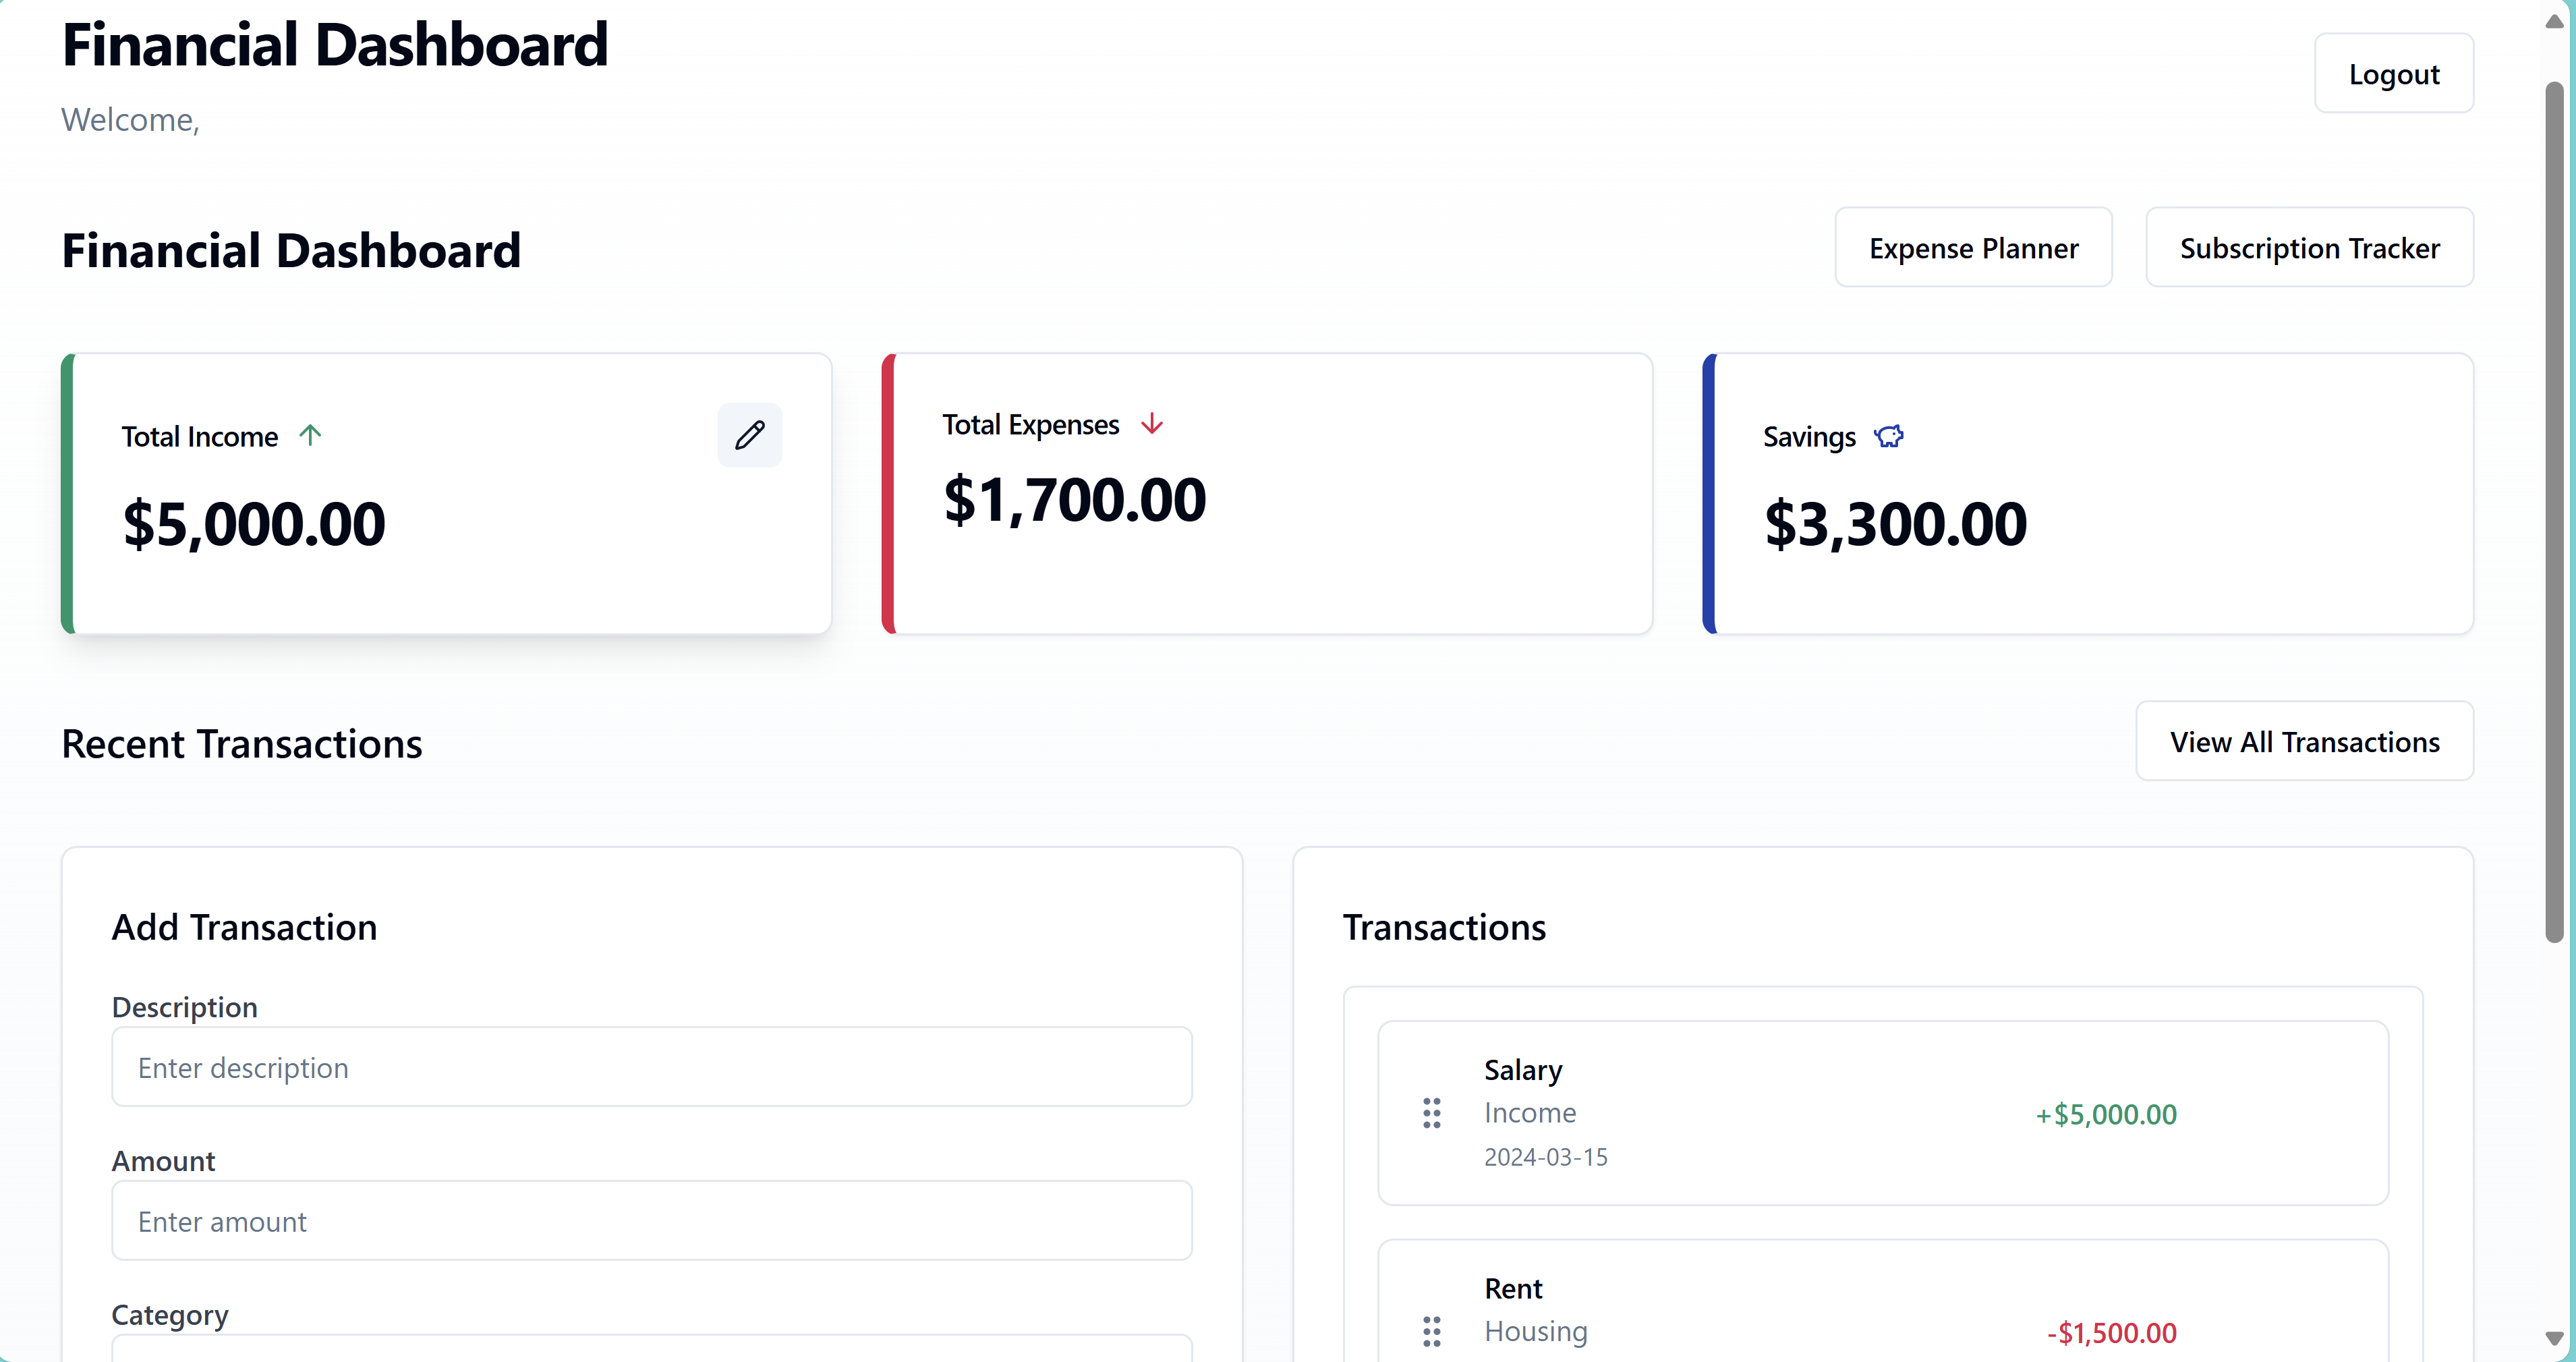 Financial Dashboard
Logout
Welcome,
Financial Dashboard
Expense Planner
Subscription Tracker
Total Income
$5,000.00
Total Expenses
$1,700.00
Savings
$3,300.00
Recent Transactions
View All Transactions
Add Transaction
Description
Enter description
Amount
Enter amount
Category
Transactions
Salary
Income
2024-03-15
+$5,000.00
Rent
Housing
-$1,500.00